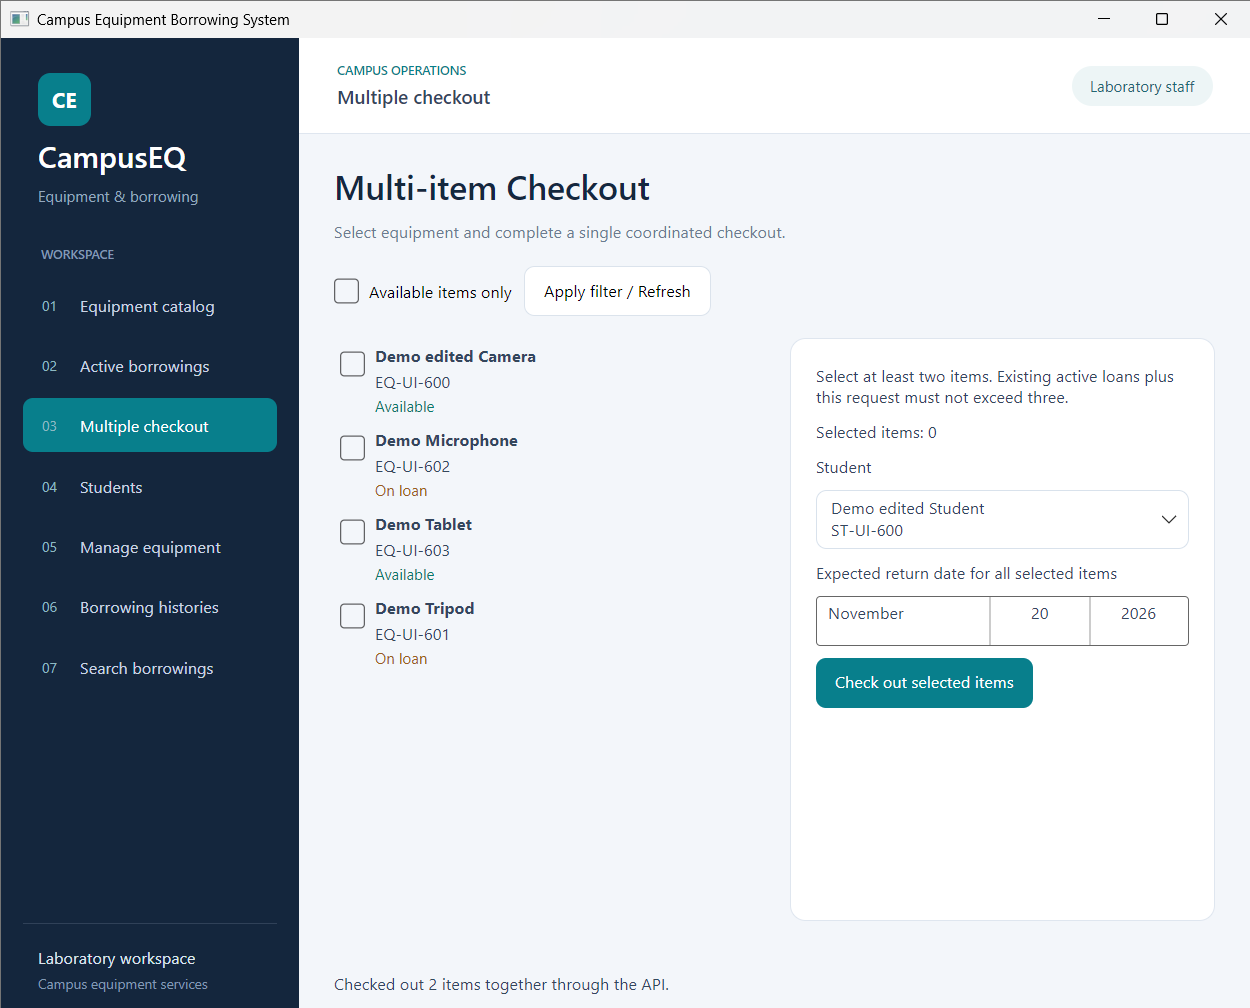 Campus Equipment Borrowing System
CE
CampusEQ
Equipment & borrowing
WORKSPACE
01 Equipment catalog
02 Active borrowings
03 Multiple checkout
04 Students
05 Manage equipment
06 Borrowing histories
07 Search borrowings
Laboratory workspace
Campus equipment services
CAMPUS OPERATIONS
Multiple checkout
Laboratory staff
Multi-item Checkout
Select equipment and complete a single coordinated checkout.
Available items only
Apply filter / Refresh
Demo edited Camera
EQ-UI-600
Available
Demo Microphone
EQ-UI-602
On loan
Demo Tablet
EQ-UI-603
Available
Demo Tripod
EQ-UI-601
On loan
Select at least two items. Existing active loans plus
this request must not exceed three.
Selected items: 0
Student
Demo edited Student
ST-UI-600
Expected return date for all selected items
November 20 2026
Check out selected items
Checked out 2 items together through the API.